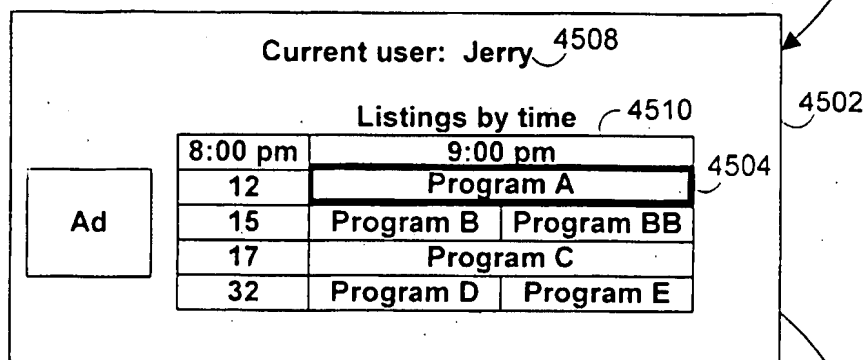 Current user: Jerry 4508
4502
Listings by time 4510
8:00 pm 9:00 pm
4504
12 Program A
Ad
15 Program B Program BB
17 Program C
32 Program D Program E